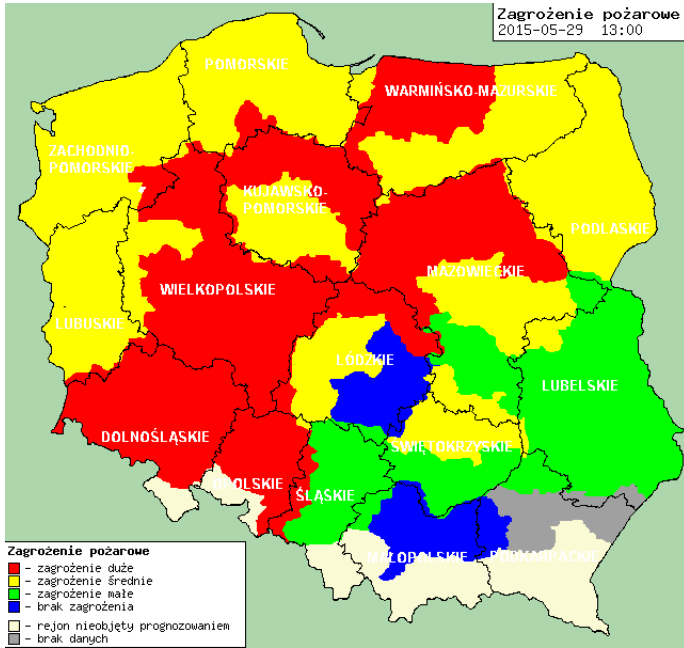 Zagrożenie pożarowe
2015-05-29 13:00
POMORSKIE
WARMIŃSKO-MAZURSKIE
ZACHODNIO-
POMORSKIE
KUJAWSKO-
POMORSKIE
PODLASKIE
MAZOWIECKIE
WIELKOPOLSKIE
LUBUSKIE
ŁÓDZKIE
LUBELSKIE
DOLNOŚLĄSKIE
ŚWIĘTOKRZYSKIE
OPOLSKIE
ŚLĄSKIE
MAŁOPOLSKIE
PODKARPACKIE
Zagrożenie pożarowe
- zagrożenie duże
- zagrożenie średnie
- zagrożenie małe
- brak zagrożenia
- rejon nieobjęty prognozowaniem
- brak danych